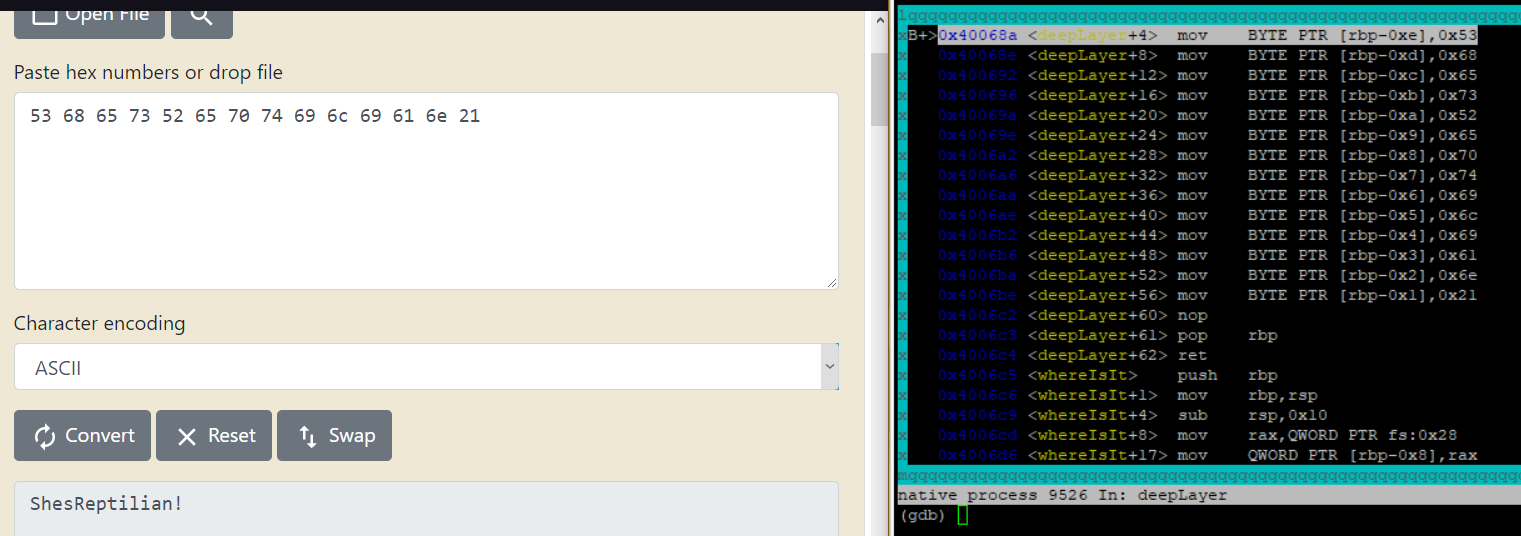 Open File
Paste hex numbers or drop file
53 68 65 73 52 65 70 74 69 6c 69 61 6e 21
Character encoding
ASCII
Convert
Reset
Swap
ShesReptilian!
B+>0x40068a <deepLayer+4> mov BYTE PTR [rbp-0xe],0x53
x 0x40068e <deepLayer+8> mov BYTE PTR [rbp-0xd],0x68
x 0x400692 <deepLayer+12> mov BYTE PTR [rbp-0xc],0x65
x 0x400696 <deepLayer+16> mov BYTE PTR [rbp-0xb],0x73
x 0x40069a <deepLayer+20> mov BYTE PTR [rbp-0xa],0x52
x 0x40069e <deepLayer+24> mov BYTE PTR [rbp-0x9],0x65
x 0x4006a2 <deepLayer+28> mov BYTE PTR [rbp-0x8],0x70
x 0x4006a6 <deepLayer+32> mov BYTE PTR [rbp-0x7],0x74
x 0x4006aa <deepLayer+36> mov BYTE PTR [rbp-0x6],0x69
x 0x4006ae <deepLayer+40> mov BYTE PTR [rbp-0x5],0x6c
x 0x4006b2 <deepLayer+44> mov BYTE PTR [rbp-0x4],0x69
x 0x4006b6 <deepLayer+48> mov BYTE PTR [rbp-0x3],0x61
x 0x4006ba <deepLayer+52> mov BYTE PTR [rbp-0x2],0x6e
x 0x4006be <deepLayer+56> mov BYTE PTR [rbp-0x1],0x21
x 0x4006c2 <deepLayer+60> nop
x 0x4006c3 <deepLayer+61> pop rbp
x 0x4006c4 <deepLayer+62> ret
x 0x4006c5 <whereIsIt> push rbp
x 0x4006c6 <whereIsIt+1> mov rbp,rsp
x 0x4006c9 <whereIsIt+4> sub rsp,0x10
x 0x4006cd <whereIsIt+8> mov rax,QWORD PTR fs:0x28
x 0x4006d6 <whereIsIt+17> mov QWORD PTR [rbp-0x8],rax
native process 9526 In: deepLayer
(gdb)